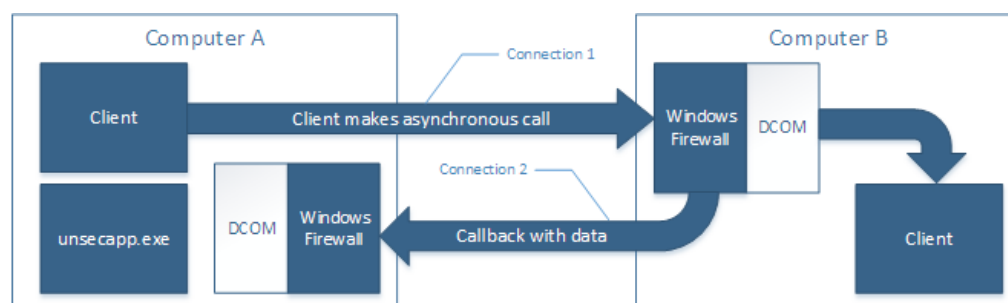 Computer A
Computer B
Connection 1
Client
Client makes asynchronous call
Windows
Firewall
DCOM
Connection 2
unsecapp.exe
DCOM
Windows
Firewall
Callback with data
Client